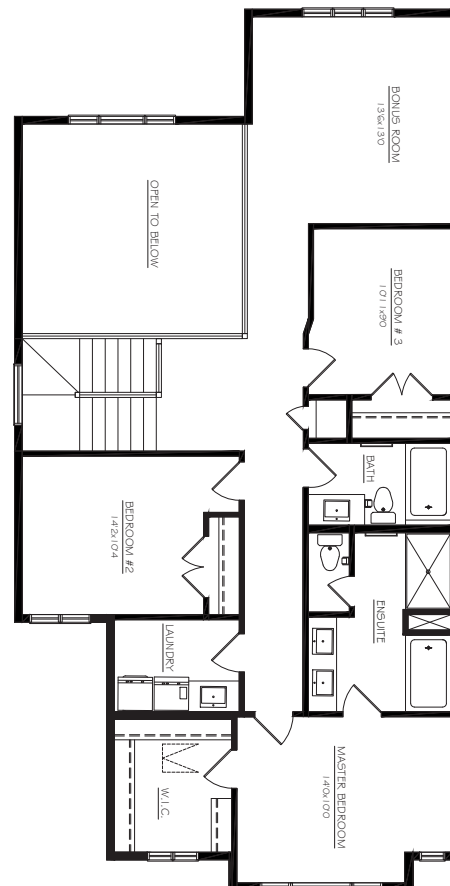 BONUS ROOM
13'6x13'0
OPEN TO BELOW
BEDROOM # 3
10'11x9'0
BATH
BEDROOM #2
14'2x10'4
ENSUITE
LAUNDRY
MASTER BEDROOM
14'0x10'0
W.I.C.